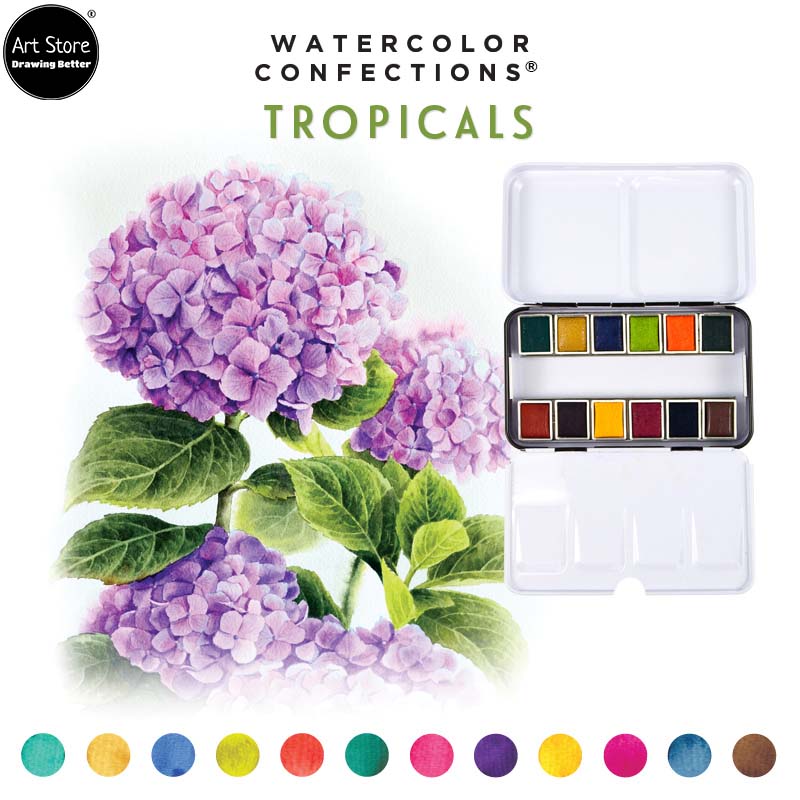 ®
Art Store
Drawing Better
WATERCOLOR
CONFECTIONS®
TROPICALS